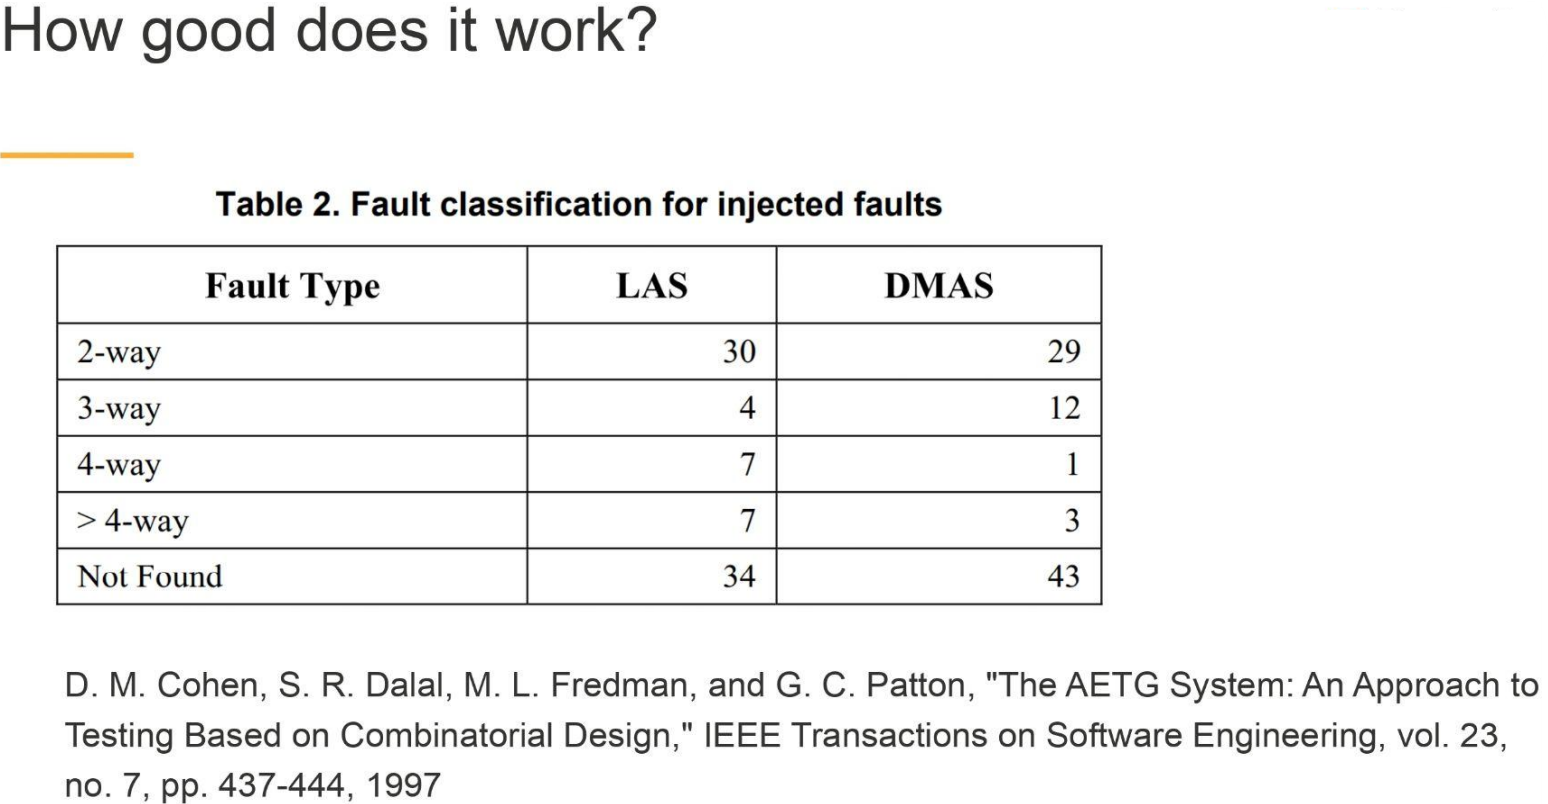 How good does it work?
Table 2. Fault classification for injected faults
Fault Type LAS DMAS
2-way 30 29
3-way 4 12
4-way 7 1
> 4-way 7 3
Not Found 34 43
D. M. Cohen, S. R. Dalal, M. L. Fredman, and G. C. Patton, "The AETG System: An Approach to
Testing Based on Combinatorial Design," IEEE Transactions on Software Engineering, vol. 23,
no. 7, pp. 437-444, 1997